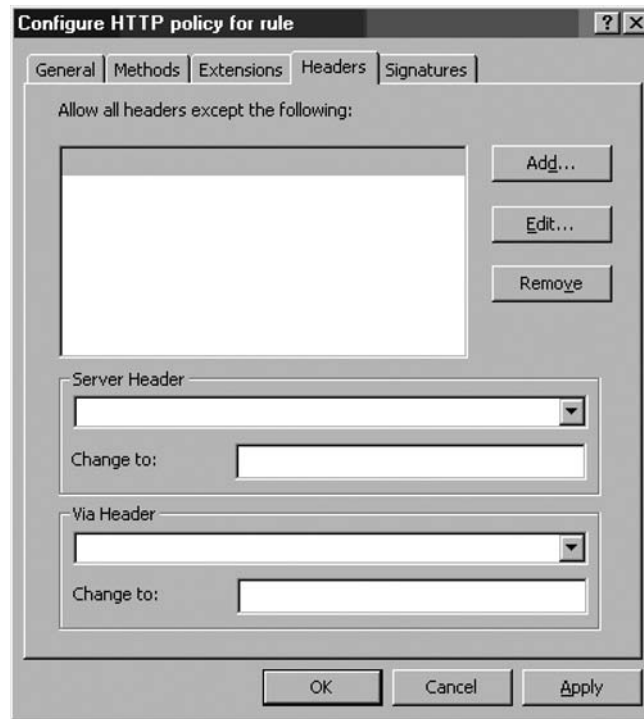 Configure HTTP policy for rule
General Methods Extensions Headers Signatures
Allow all headers except the following:
Add...
Edit...
Remove
Server Header
Change to:
Via Header
Change to:
OK Cancel Apply